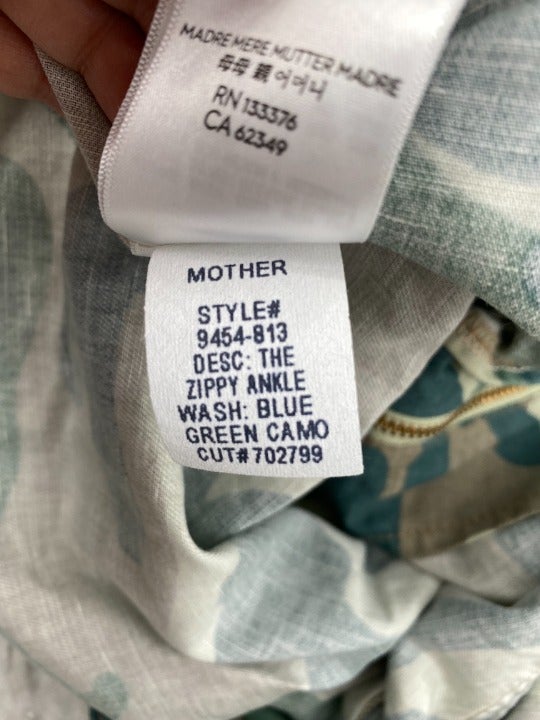 MADRE MERE MUTTER MADRE
RN 133376
CA 62349
MOTHER
STYLE#
9454-813
DESC: THE
ZIPPY ANKLE
WASH: BLUE
GREEN CAMO
CUT#702799